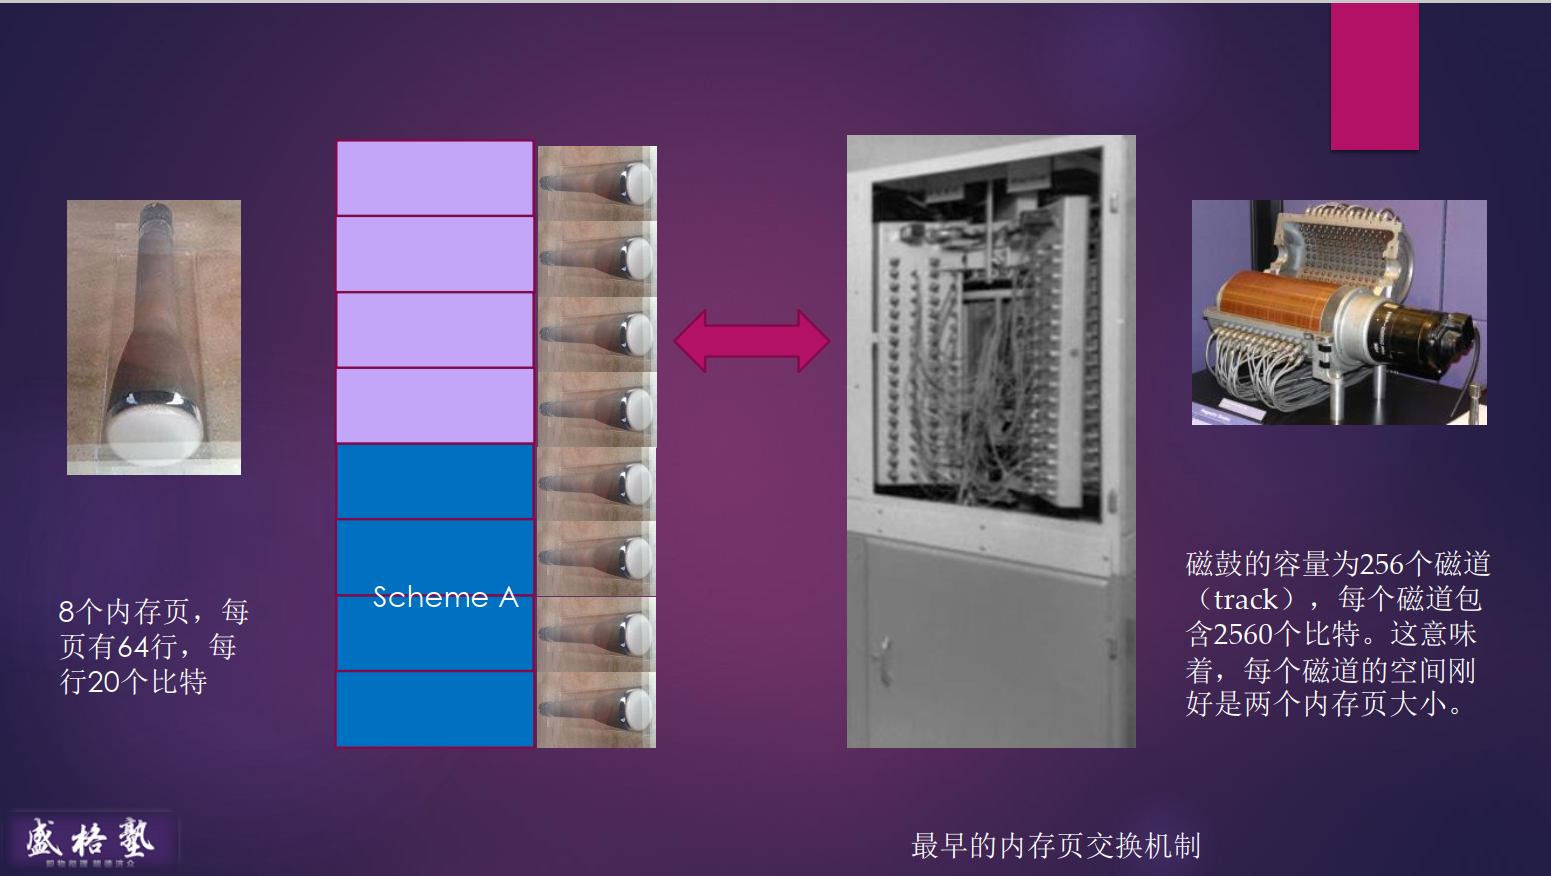 Scheme A
8个内存页，每
页有64行，每
行20个比特
磁鼓的容量为256个磁道
（track），每个磁道包
含2560个比特。这意味
着，每个磁道的空间刚
好是两个内存页大小。
盛格塾
最早的内存页交换机制